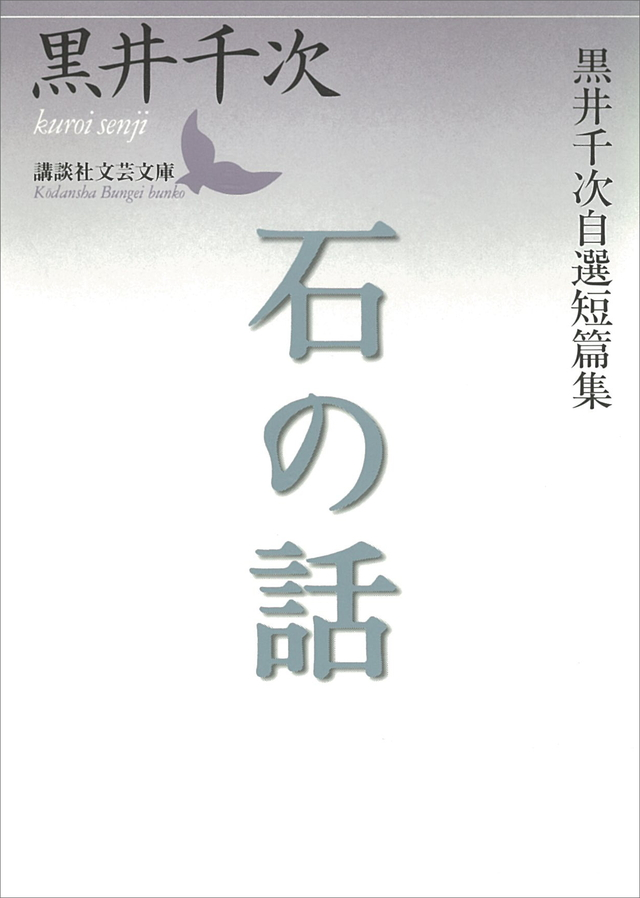 黒井千次
kuroi senji
講談社文芸文庫
Kōdansha Bungei bunko
黒井千次自選短篇集
石の話